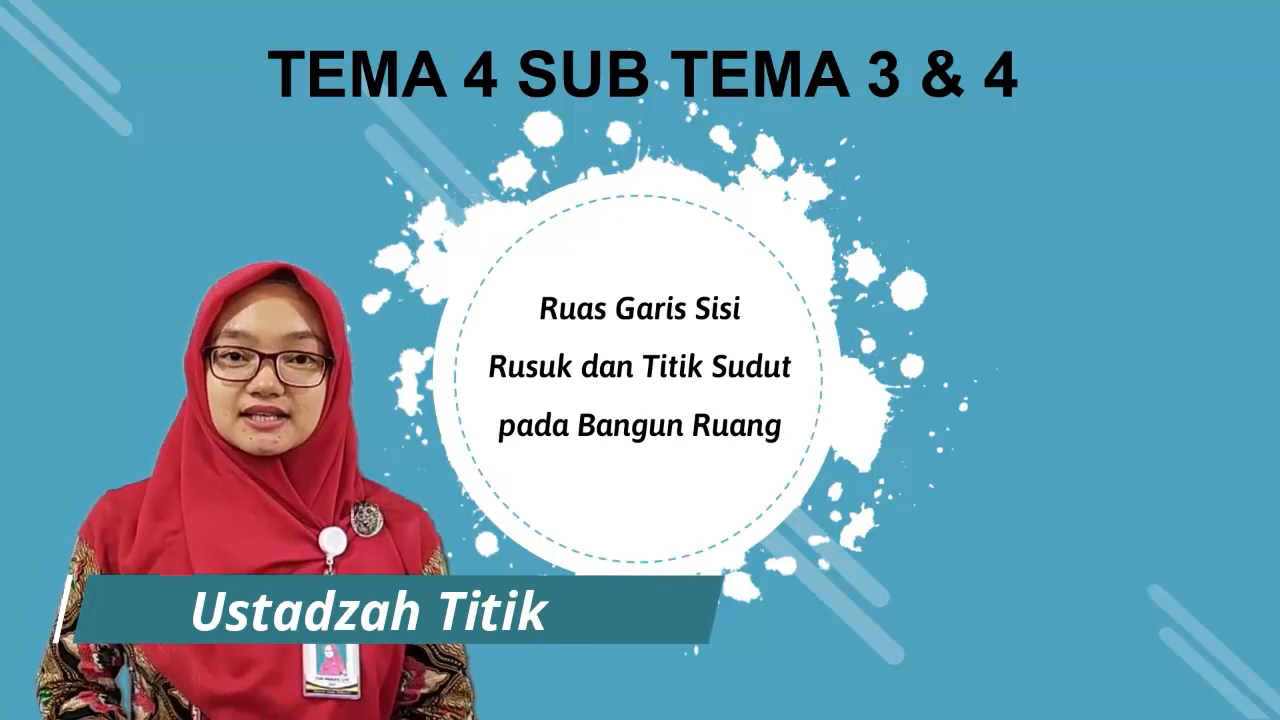 TEMA 4 SUB TEMA 3 & 4
Ruas Garis Sisi
Rusuk dan Titik Sudut
pada Bangun Ruang
Ustadzah Titik